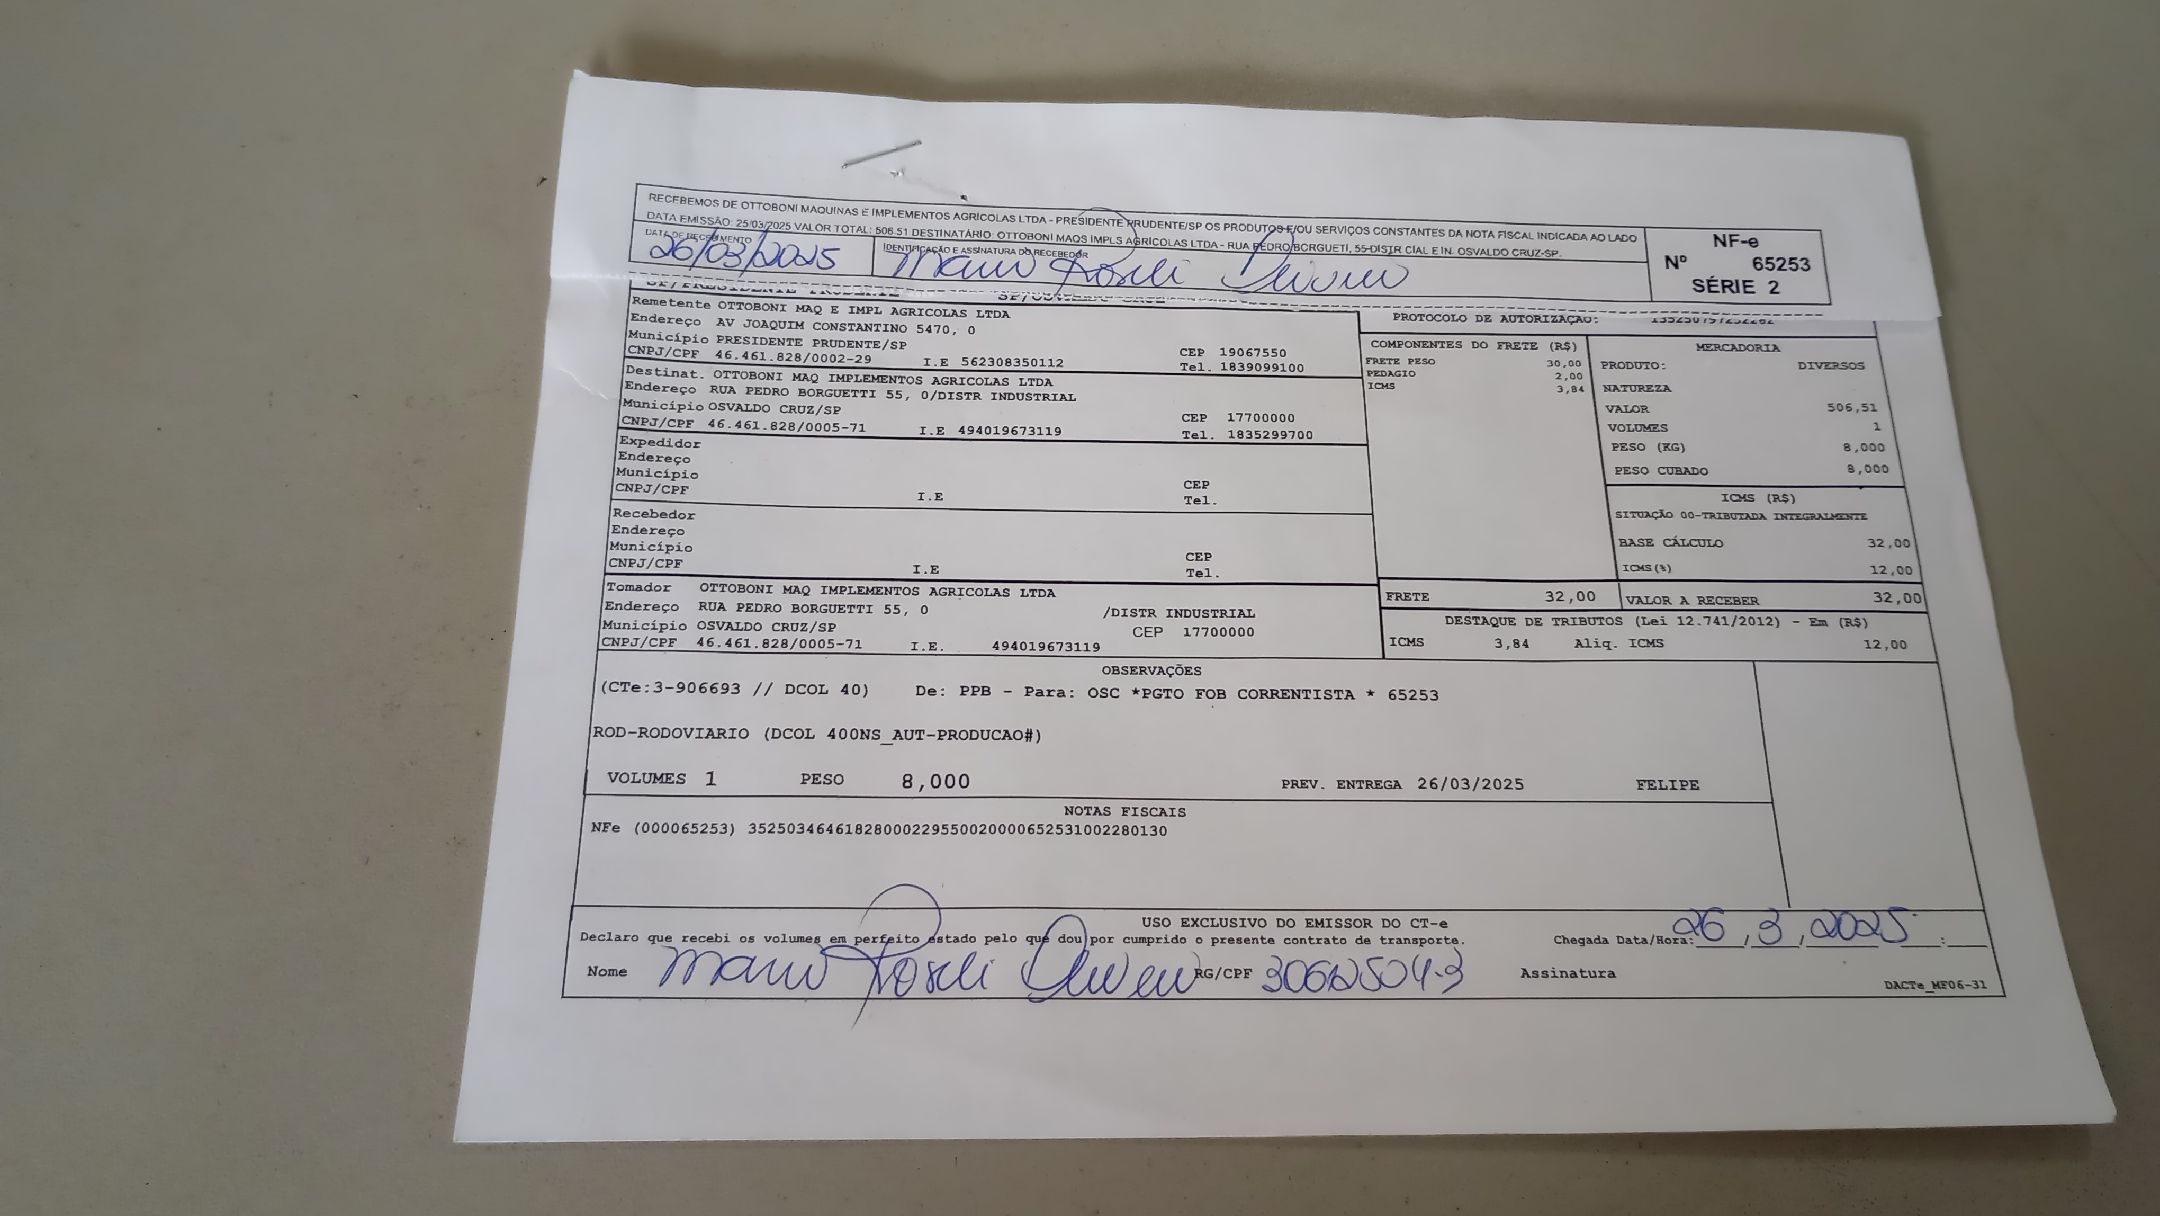 RECEBEMOS DE OTTOBONI MAQUINAS E IMPLEMENTOS AGRICOLAS LTDA - PRESIDENTE PRUDENTE/SP OS PRODUTOS E/OU SERVIÇOS CONSTANTES DA NOTA FISCAL INDICADA AO LADO
DATA EMISSÃO: 25/03/2025 VALOR TOTAL: 506.51 DESTINATÁRIO: OTTOBONI MAQS IMPLS AGRICOLAS LTDA - RUA PEDRO BORGUETI, 55-DISTR CIAL E IN. OSVALDO CRUZ-SP.
DATA DE RECEBIMENTO
IDENTIFICAÇÃO E ASSINATURA DO RECEBEDOR
26/03/2025
NF-e
Nº 65253
SÉRIE 2
SP/PRESIDENTE PRUDENTE
Remetente OTTOBONI MAQ E IMPL AGRICOLAS LTDA
Endereço AV JOAQUIM CONSTANTINO 5470, 0
Município PRESIDENTE PRUDENTE/SP CEP 19067550
CNPJ/CPF 46.461.828/0002-29 I.E 562308350112 Tel. 1839099100
Destinat. OTTOBONI MAQ IMPLEMENTOS AGRICOLAS LTDA
Endereço RUA PEDRO BORGUETTI 55, 0/DISTR INDUSTRIAL
Município OSVALDO CRUZ/SP CEP 17700000
CNPJ/CPF 46.461.828/0005-71 I.E 494019673119 Tel. 1835299700
Expedidor
Endereço
Município CEP
CNPJ/CPF I.E Tel.
Recebedor
Endereço
Município CEP
CNPJ/CPF I.E Tel.
Tomador OTTOBONI MAQ IMPLEMENTOS AGRICOLAS LTDA
Endereço RUA PEDRO BORGUETTI 55, 0 /DISTR INDUSTRIAL
Município OSVALDO CRUZ/SP CEP 17700000
CNPJ/CPF 46.461.828/0005-71 I.E. 494019673119
PROTOCOLO DE AUTORIZAÇÃO:
COMPONENTES DO FRETE (R$)
FRETE PESO 30,00
PEDAGIO 2,00
ICMS 3,84
MERCADORIA
PRODUTO: DIVERSOS
NATUREZA
VALOR 506,51
VOLUMES 1
PESO (KG) 8,000
PESO CUBADO 8,000
ICMS (R$)
SITUAÇÃO 00-TRIBUTADA INTEGRALMENTE
BASE CÁLCULO 32,00
ICMS(%) 12,00
FRETE 32,00 VALOR A RECEBER 32,00
DESTAQUE DE TRIBUTOS (Lei 12.741/2012) - Em (R$)
ICMS 3,84 Aliq. ICMS 12,00
OBSERVAÇÕES
(CTe:3-906693 // DCOL 40) De: PPB - Para: OSC *PGTO FOB CORRENTISTA * 65253
ROD-RODOVIARIO (DCOL 400NS_AUT-PRODUCAO#)
VOLUMES 1 PESO 8,000 PREV. ENTREGA 26/03/2025 FELIPE
NOTAS FISCAIS
NFe (000065253) 35250346461828000229550020000652531002280130
USO EXCLUSIVO DO EMISSOR DO CT-e
Declaro que recebi os volumes em perfeito estado pelo que dou por cumprido o presente contrato de transporte. Chegada Data/Hora: 26, 3, 2025 :
Nome RG/CPF Assinatura
DACTe_MF06-31